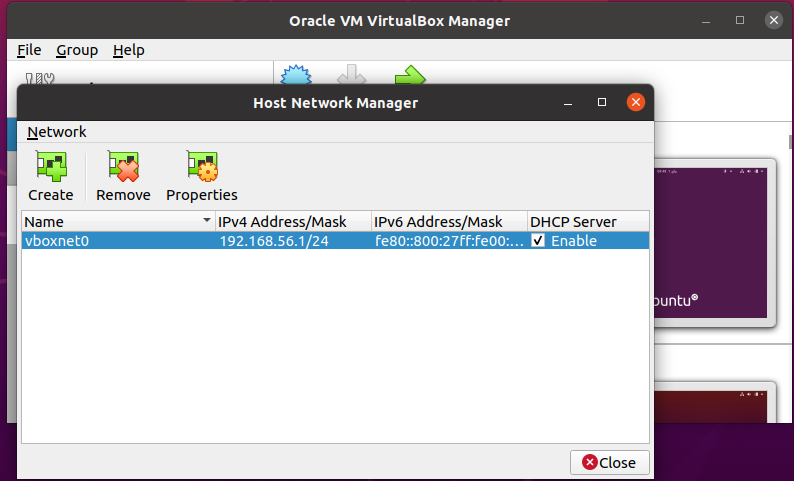 Oracle VM VirtualBox Manager
File Group Help
Host Network Manager
Network
Create Remove Properties
Name IPv4 Address/Mask IPv6 Address/Mask DHCP Server
vboxnet0 192.168.56.1/24 fe80::800:27ff:fe00:... Enable
buntu®
Close